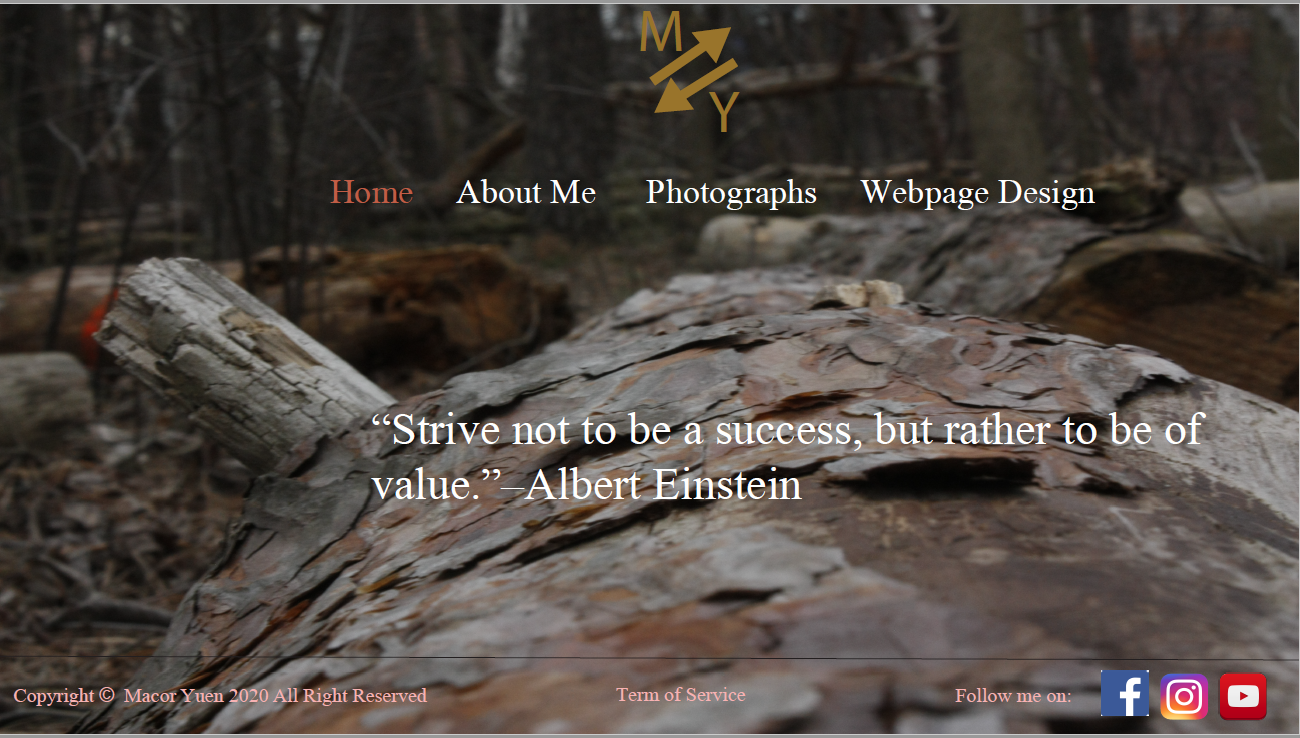 M
Y
Home About Me Photographs Webpage Design
“Strive not to be a success, but rather to be of
value.”–Albert Einstein
Copyright © Macor Yuen 2020 All Right Reserved Term of Service Follow me on: